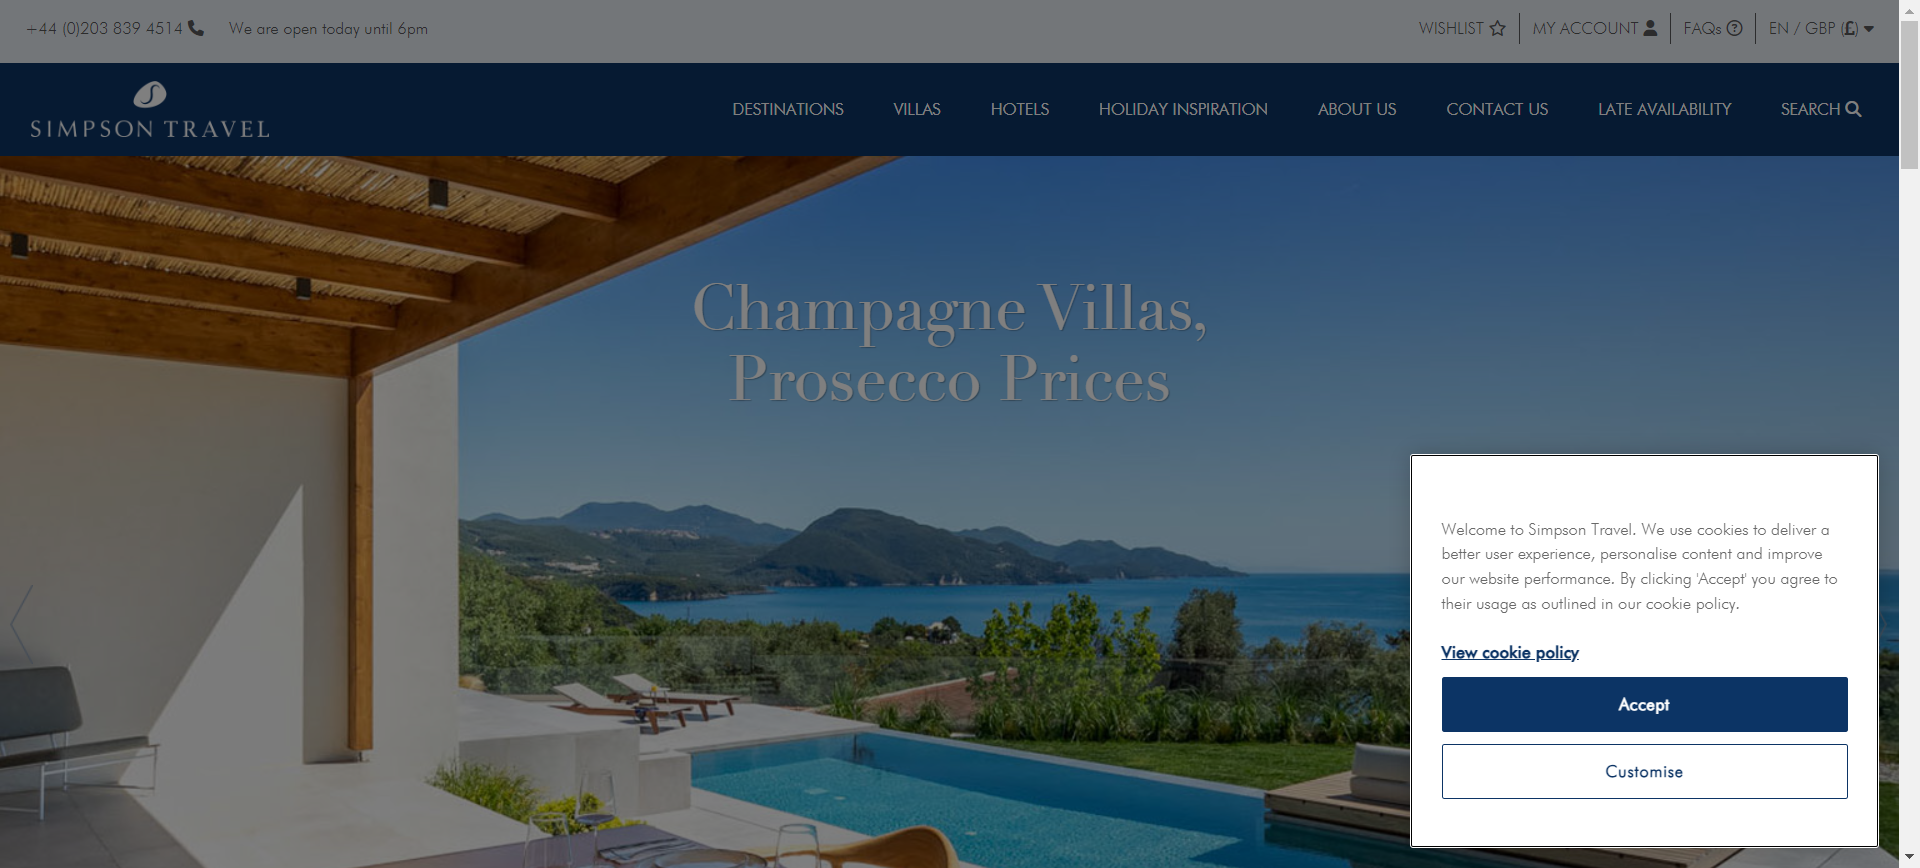 +44 (0)203 839 4514
We are open today until 6pm
WISHLIST
MY ACCOUNT
FAQs
EN / GBP (£)
SIMPSON TRAVEL
DESTINATIONS
VILLAS
HOTELS
HOLIDAY INSPIRATION
ABOUT US
CONTACT US
LATE AVAILABILITY
SEARCH
Champagne Villas,
Prosecco Prices
Welcome to Simpson Travel. We use cookies to deliver a
better user experience, personalise content and improve
our website performance. By clicking 'Accept' you agree to
their usage as outlined in our cookie policy.
View cookie policy
Accept
Customise